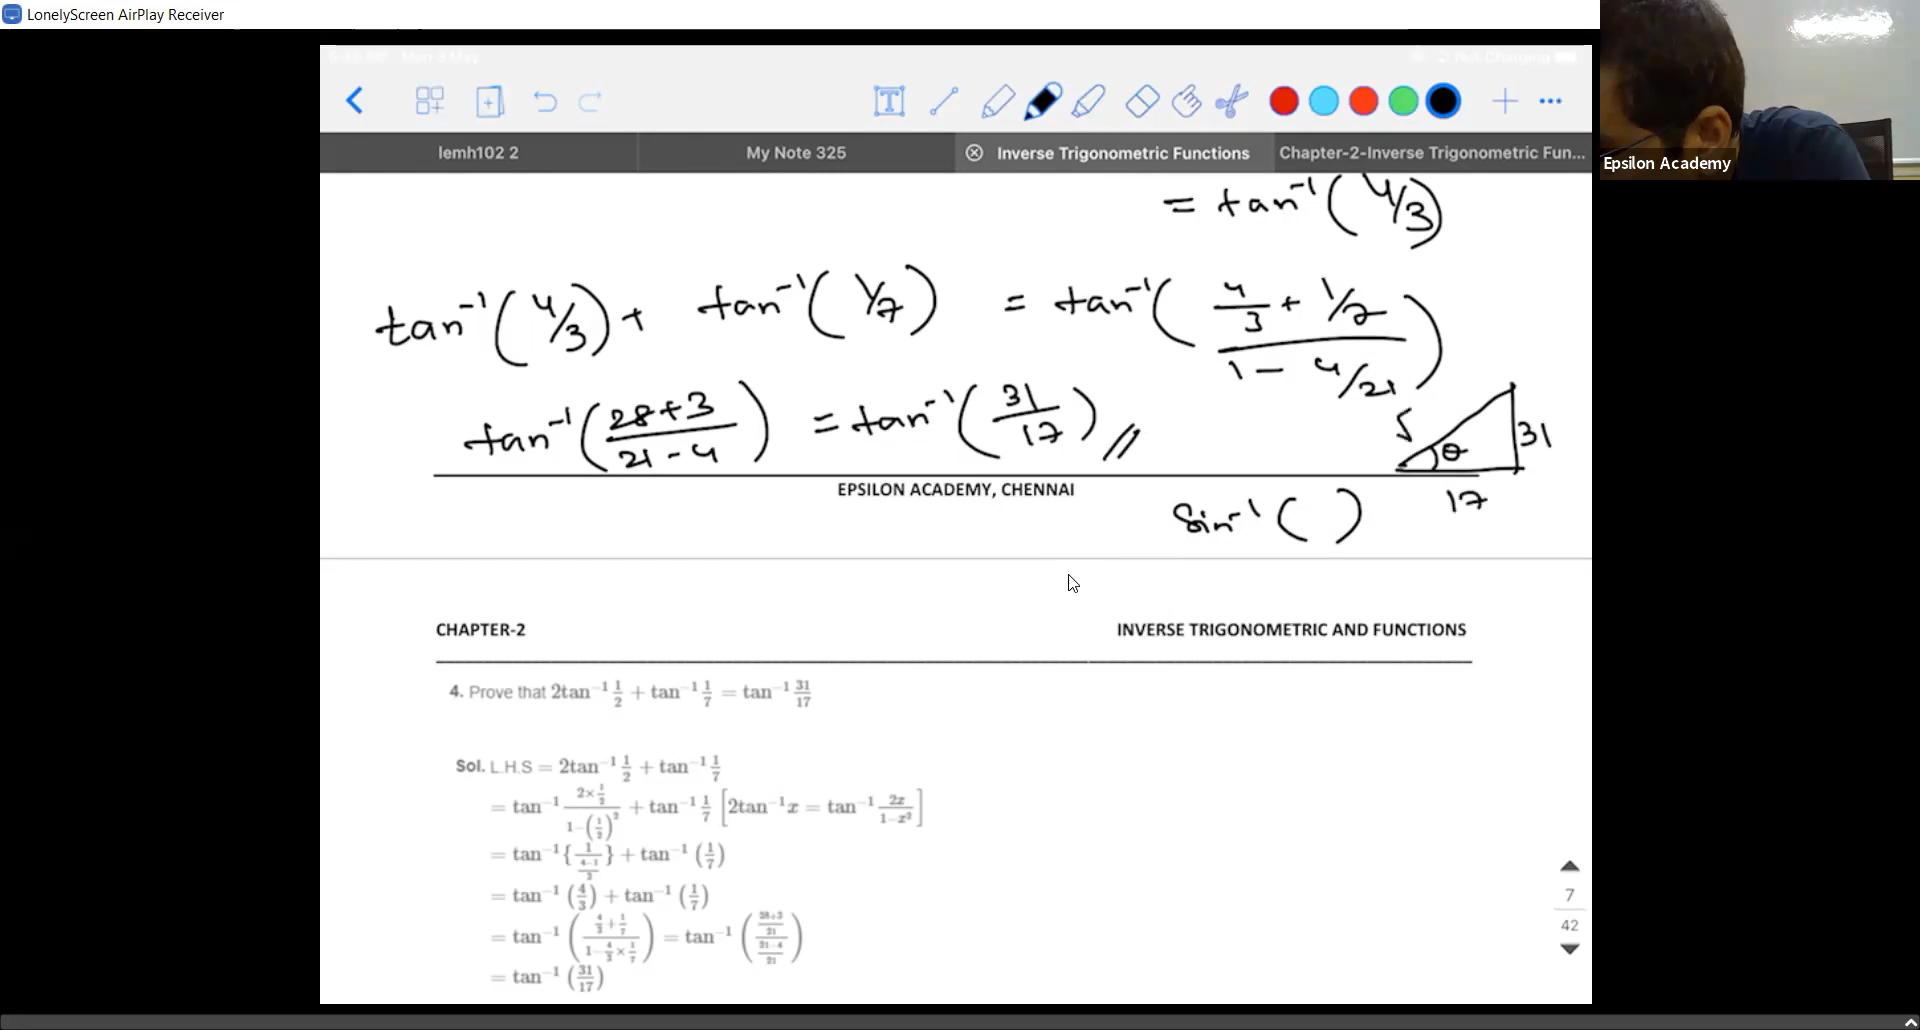 LonelyScreen AirPlay Receiver
Epsilon Academy
lemh102 2
My Note 325
Inverse Trigonometric Functions
Chapter-2-Inverse Trigonometric Fun...
= tan⁻¹(4/3)
tan⁻¹(4/3) + tan⁻¹(1/7) = tan⁻¹((4/3 + 1/7)/(1 - 4/21))
tan⁻¹((28+3)/(21-4)) = tan⁻¹(31/17)//
θ 31
17
EPSILON ACADEMY, CHENNAI
Sin⁻¹( )
CHAPTER-2
INVERSE TRIGONOMETRIC AND FUNCTIONS
4. Prove that 2tan⁻¹ 1/2 + tan⁻¹ 1/7 = tan⁻¹ 31/17
Sol. L.H.S = 2tan⁻¹ 1/2 + tan⁻¹ 1/7
= tan⁻¹ (2×1/2)/(1-(1/2)²) + tan⁻¹ 1/7 [2tan⁻¹x = tan⁻¹ 2x/(1-x²)]
= tan⁻¹ (4/3) + tan⁻¹ (1/7)
= tan⁻¹ ((4/3+1/7)/(1-4/3×1/7)) = tan⁻¹ (((28+3)/21)/((21-4)/21))
= tan⁻¹ (31/17)
7
42